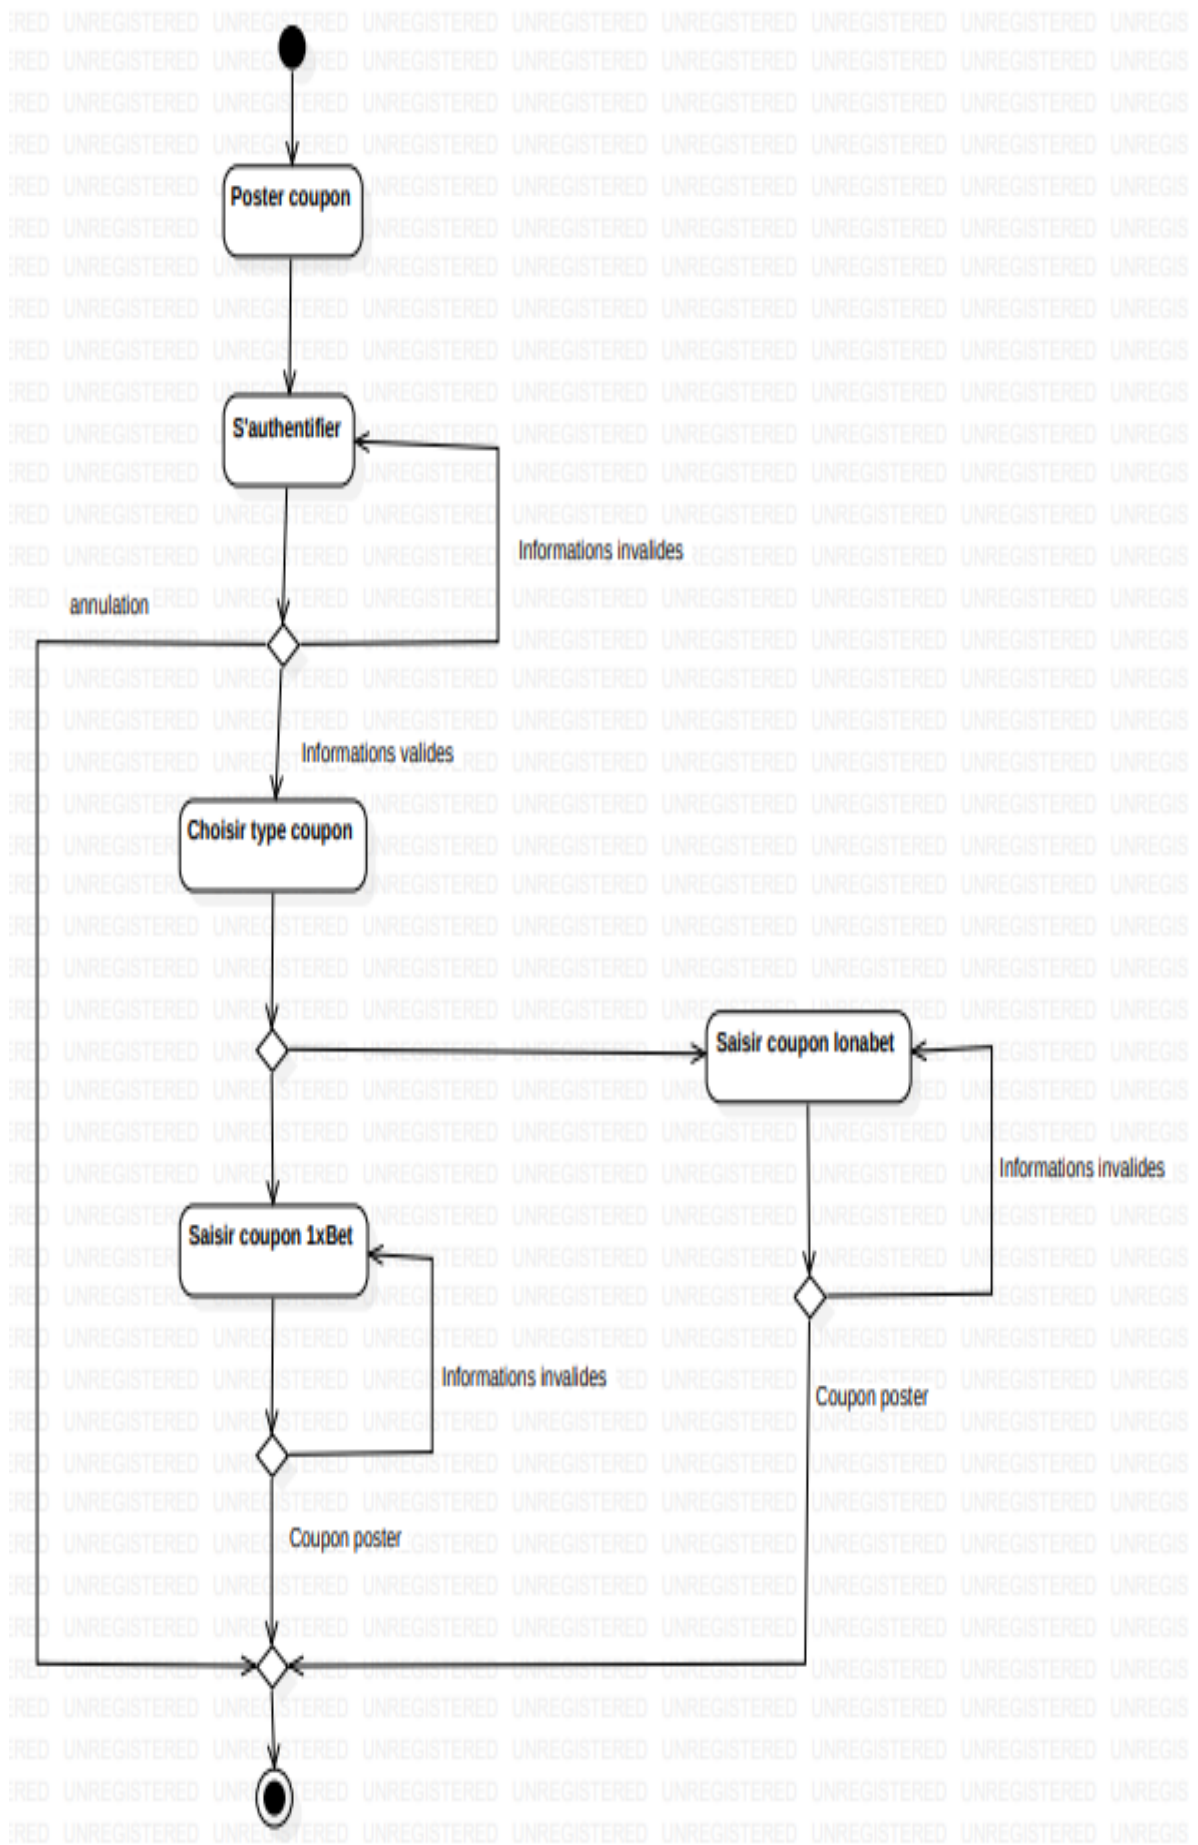 Poster coupon
S'authentifier
Informations invalides
annulation
Informations valides
Choisir type coupon
Saisir coupon lonabet
Informations invalides
Saisir coupon 1xBet
Informations invalides
Coupon poster
Coupon poster
UNREGISTERED